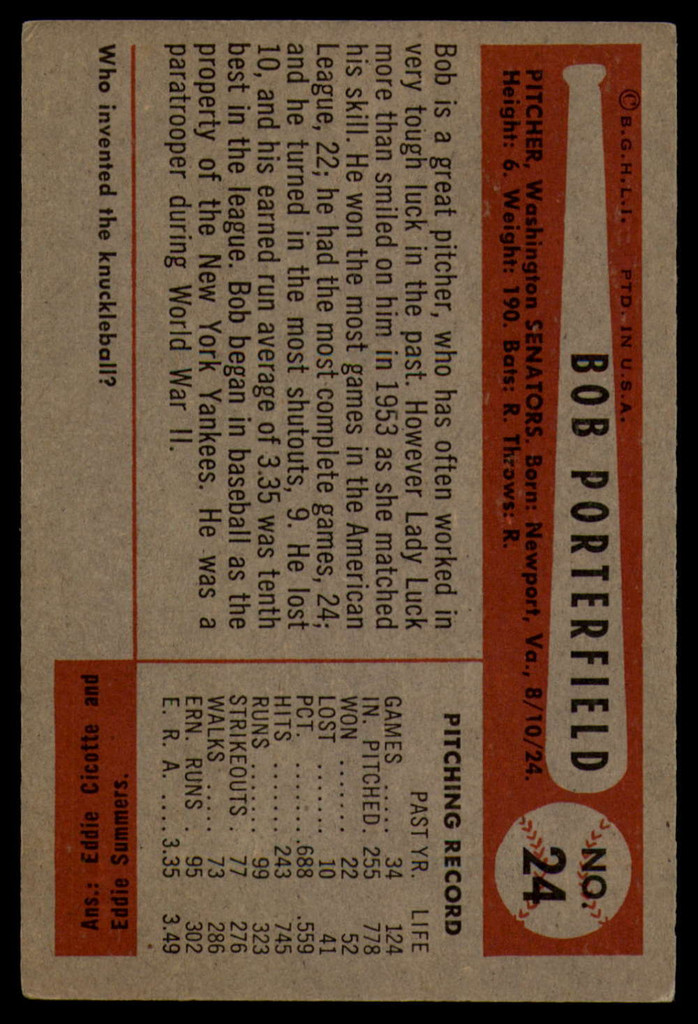 © B.G.H.L.I. PTD. IN U.S.A.
BOB PORTERFIELD
NO.
24
PITCHER, Washington SENATORS. Born: Newport, Va., 8/10/24.
Height: 6. Weight: 190. Bats: R. Throws: R.
Bob is a great pitcher, who has often worked in
very tough luck in the past. However Lady Luck
more than smiled on him in 1953 as she matched
his skill. He won the most games in the American
League, 22; he had the most complete games, 24;
and he turned in the most shutouts, 9. He lost
10, and his earned run average of 3.35 was tenth
best in the league. Bob began in baseball as the
property of the New York Yankees. He was a
paratrooper during World War II.
PITCHING RECORD
PAST YR. LIFE
GAMES ..... 34 124
IN. PITCHED. 255 778
WON ...... 22 52
LOST ...... 10 41
PCT. ....... .688 .559
HITS ...... 243 745
RUNS ...... 99 323
STRIKEOUTS . 77 276
WALKS ..... 73 286
ERN. RUNS . 95 302
E. R. A. .... 3.35 3.49
Who invented the knuckleball?
Ans.: Eddie Cicotte and
Eddie Summers.